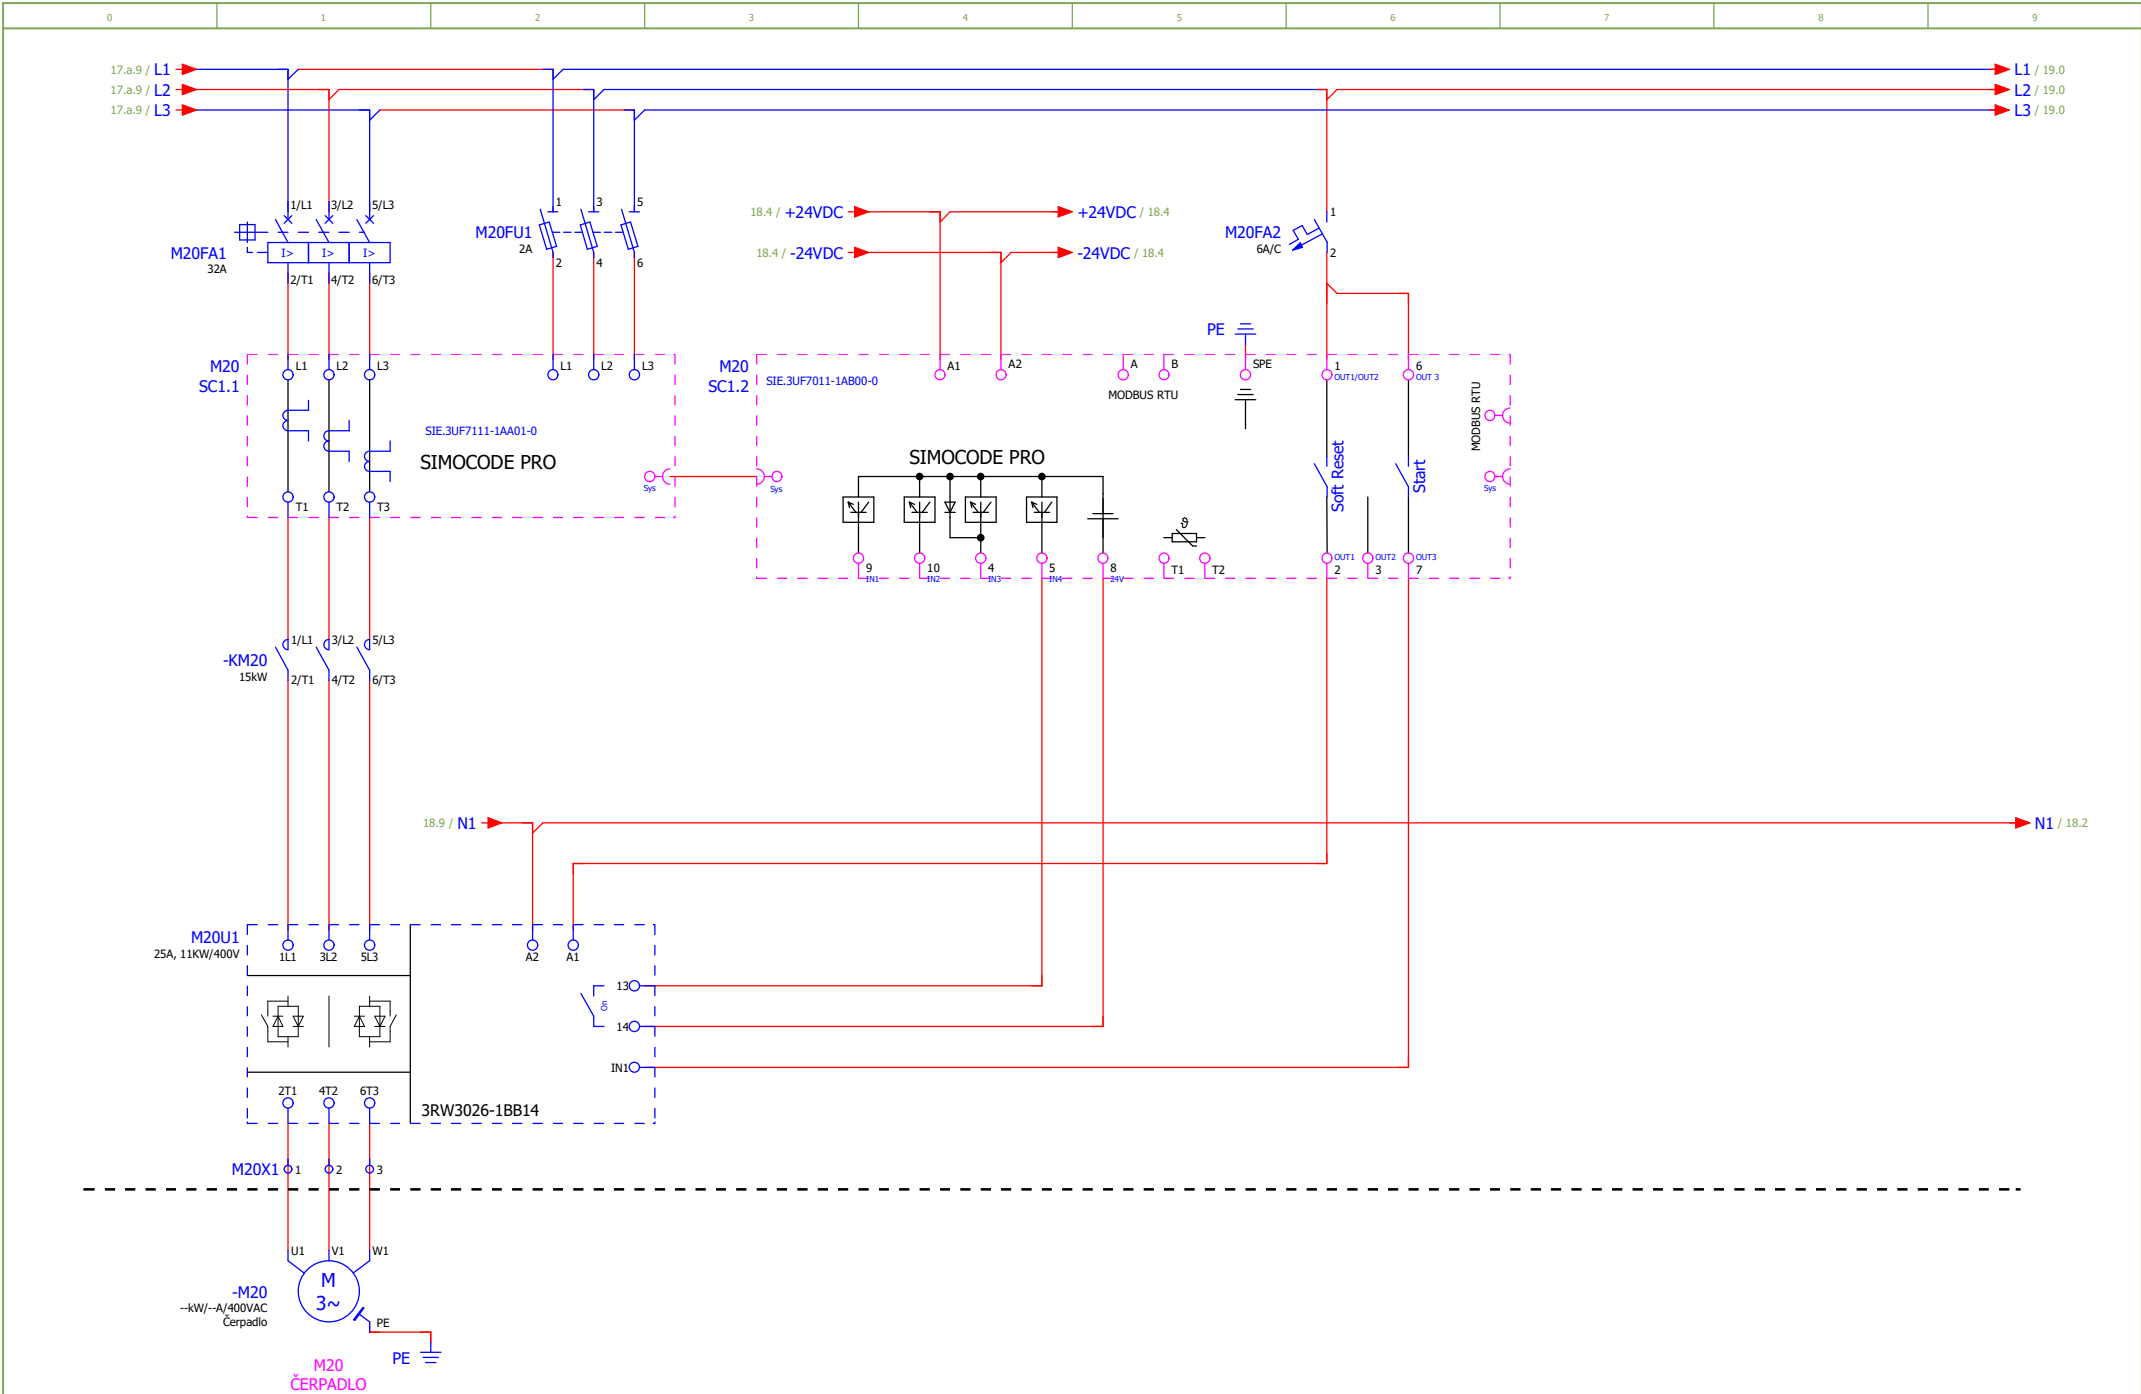 0 1 2 3 4 5 6 7 8 9
17.a.9 / L1
L1 / 19.0
17.a.9 / L2
L2 / 19.0
17.a.9 / L3
L3 / 19.0
1/L1 3/L2 5/L3
M20FA1
32A
I> I> I>
2/T1 4/T2 6/T3
1 3 5
M20FU1
2A
2 4 6
18.4 / +24VDC
+24VDC / 18.4
18.4 / -24VDC
-24VDC / 18.4
1
M20FA2
6A/C
2
PE
M20
SC1.1
L1 L2 L3
L1 L2 L3
SIE.3UF7111-1AA01-0
SIMOCODE PRO
Sys
T1 T2 T3
M20
SC1.2
SIE.3UF7011-1AB00-0
A1 A2
A B
MODBUS RTU
SPE
1
OUT1/OUT2
6
OUT 3
MODBUS RTU
SIMOCODE PRO
Sys
Soft Reset
Start
Sys
ϑ
9
IN1
10
IN2
4
IN3
5
IN4
8
24V
T1 T2
OUT1
2
OUT2
3
OUT3
7
1/L1 3/L2 5/L3
-KM20
15kW
2/T1 4/T2 6/T3
18.9 / N1
N1 / 18.2
M20U1
25A, 11KW/400V
1L1 3L2 5L3
A2 A1
13
On
14
IN1
2T1 4T2 6T3
3RW3026-1BB14
M20X1 1 2 3
U1 V1 W1
M
3~
-M20
--kW/--A/400VAC
Čerpadlo
PE
PE
M20
ČERPADLO